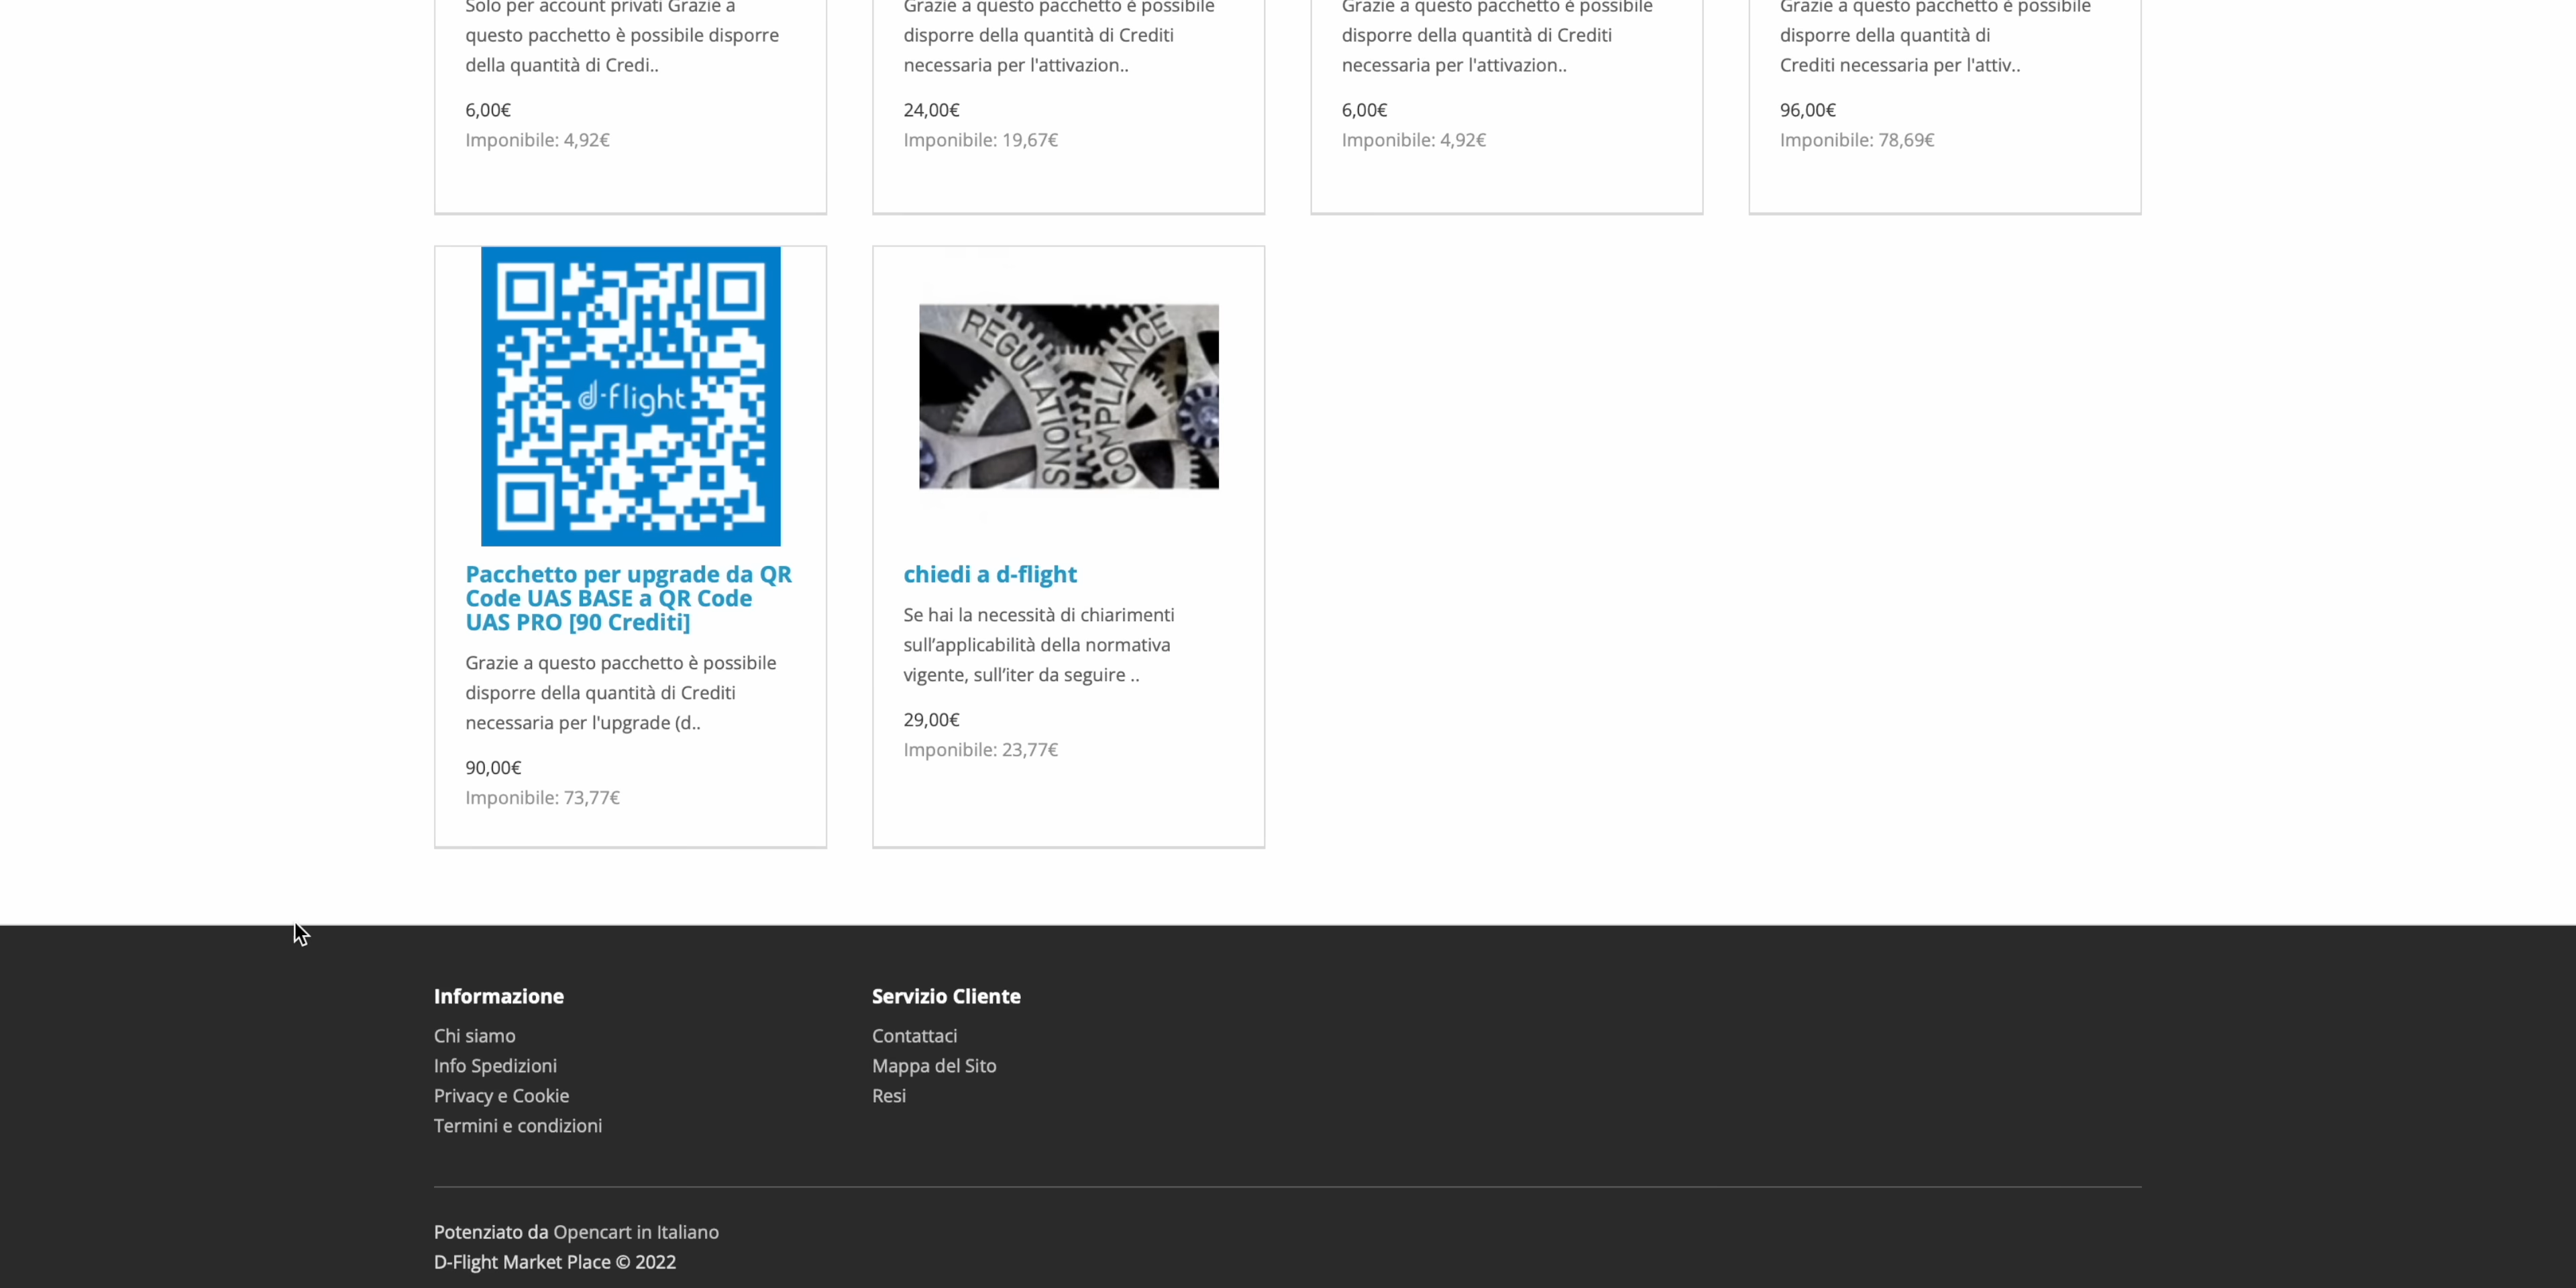 Solo per account privati Grazie a
questo pacchetto è possibile disporre
della quantità di Credi..
6,00€
Imponibile: 4,92€
Grazie a questo pacchetto è possibile
disporre della quantità di Crediti
necessaria per l'attivazion..
24,00€
Imponibile: 19,67€
Grazie a questo pacchetto è possibile
disporre della quantità di Crediti
necessaria per l'attivazion..
6,00€
Imponibile: 4,92€
Grazie a questo pacchetto è possibile
disporre della quantità di
Crediti necessaria per l'attiv..
96,00€
Imponibile: 78,69€
d-flight
Pacchetto per upgrade da QR
Code UAS BASE a QR Code
UAS PRO [90 Crediti]
Grazie a questo pacchetto è possibile
disporre della quantità di Crediti
necessaria per l'upgrade (d..
90,00€
Imponibile: 73,77€
REGULATIONS
COMPLIANCE
chiedi a d-flight
Se hai la necessità di chiarimenti
sull’applicabilità della normativa
vigente, sull’iter da seguire ..
29,00€
Imponibile: 23,77€
Informazione
Chi siamo
Info Spedizioni
Privacy e Cookie
Termini e condizioni
Servizio Cliente
Contattaci
Mappa del Sito
Resi
Potenziato da Opencart in Italiano
D-Flight Market Place © 2022